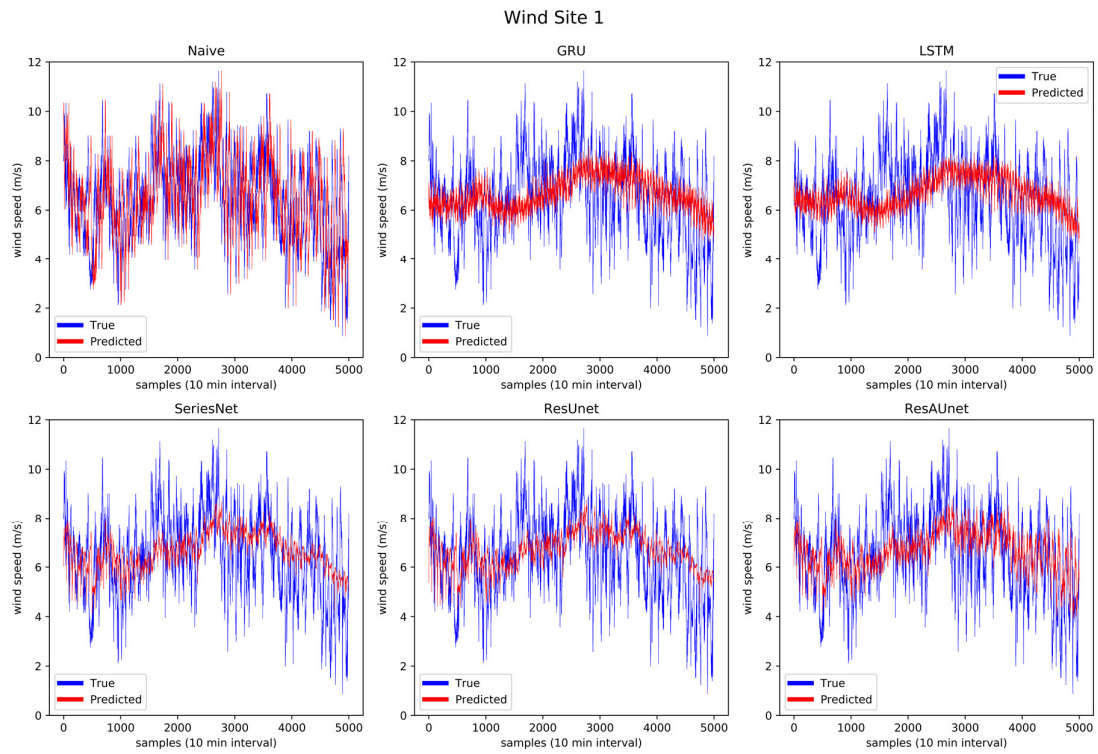 Wind Site 1
Naive
wind speed (m/s)
12
10
8
6
4
2
0
True
Predicted
0 1000 2000 3000 4000 5000
samples (10 min interval)
GRU
wind speed (m/s)
12
10
8
6
4
2
0
True
Predicted
0 1000 2000 3000 4000 5000
samples (10 min interval)
LSTM
wind speed (m/s)
12
10
8
6
4
2
0
True
Predicted
0 1000 2000 3000 4000 5000
samples (10 min interval)
SeriesNet
wind speed (m/s)
12
10
8
6
4
2
0
True
Predicted
0 1000 2000 3000 4000 5000
samples (10 min interval)
ResUnet
wind speed (m/s)
12
10
8
6
4
2
0
True
Predicted
0 1000 2000 3000 4000 5000
samples (10 min interval)
ResAUnet
wind speed (m/s)
12
10
8
6
4
2
0
True
Predicted
0 1000 2000 3000 4000 5000
samples (10 min interval)